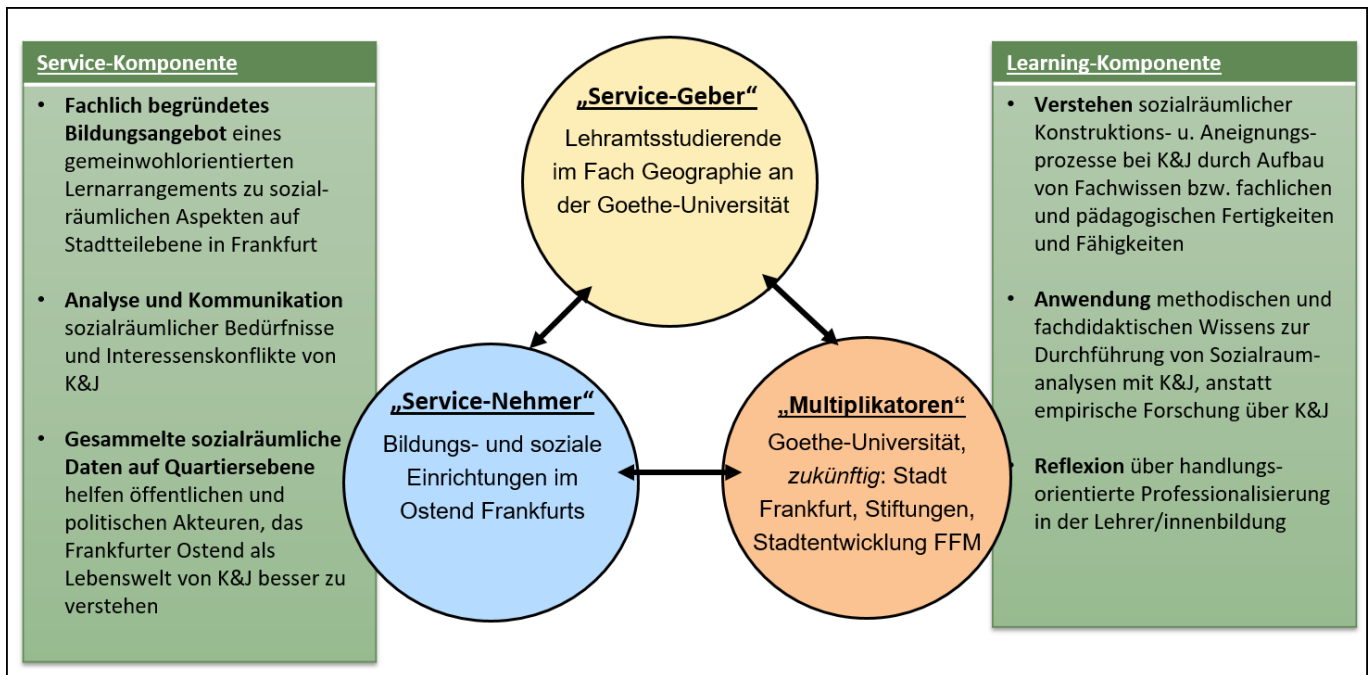 Service-Komponente
• Fachlich begründetes
Bildungsangebot eines
gemeinwohlorientierten
Lernarrangements zu sozial-
räumlichen Aspekten auf
Stadtteilebene in Frankfurt
• Analyse und Kommunikation
sozialräumlicher Bedürfnisse
und Interessenskonflikte von
K&J
• Gesammelte sozialräumliche
Daten auf Quartiersebene
helfen öffentlichen und
politischen Akteuren, das
Frankfurter Ostend als
Lebenswelt von K&J besser zu
verstehen
„Service-Geber“
Lehramtsstudierende
im Fach Geographie an
der Goethe-Universität
„Service-Nehmer“
Bildungs- und soziale
Einrichtungen im
Ostend Frankfurts
„Multiplikatoren“
Goethe-Universität,
zukünftig: Stadt
Frankfurt, Stiftungen,
Stadtentwicklung FFM
Learning-Komponente
• Verstehen sozialräumlicher
Konstruktions- u. Aneignungs-
prozesse bei K&J durch Aufbau
von Fachwissen bzw. fachlichen
und pädagogischen Fertigkeiten
und Fähigkeiten
• Anwendung methodischen und
fachdidaktischen Wissens zur
Durchführung von Sozialraum-
analysen mit K&J, anstatt
empirische Forschung über K&J
• Reflexion über handlungs-
orientierte Professionalisierung
in der Lehrer/innenbildung